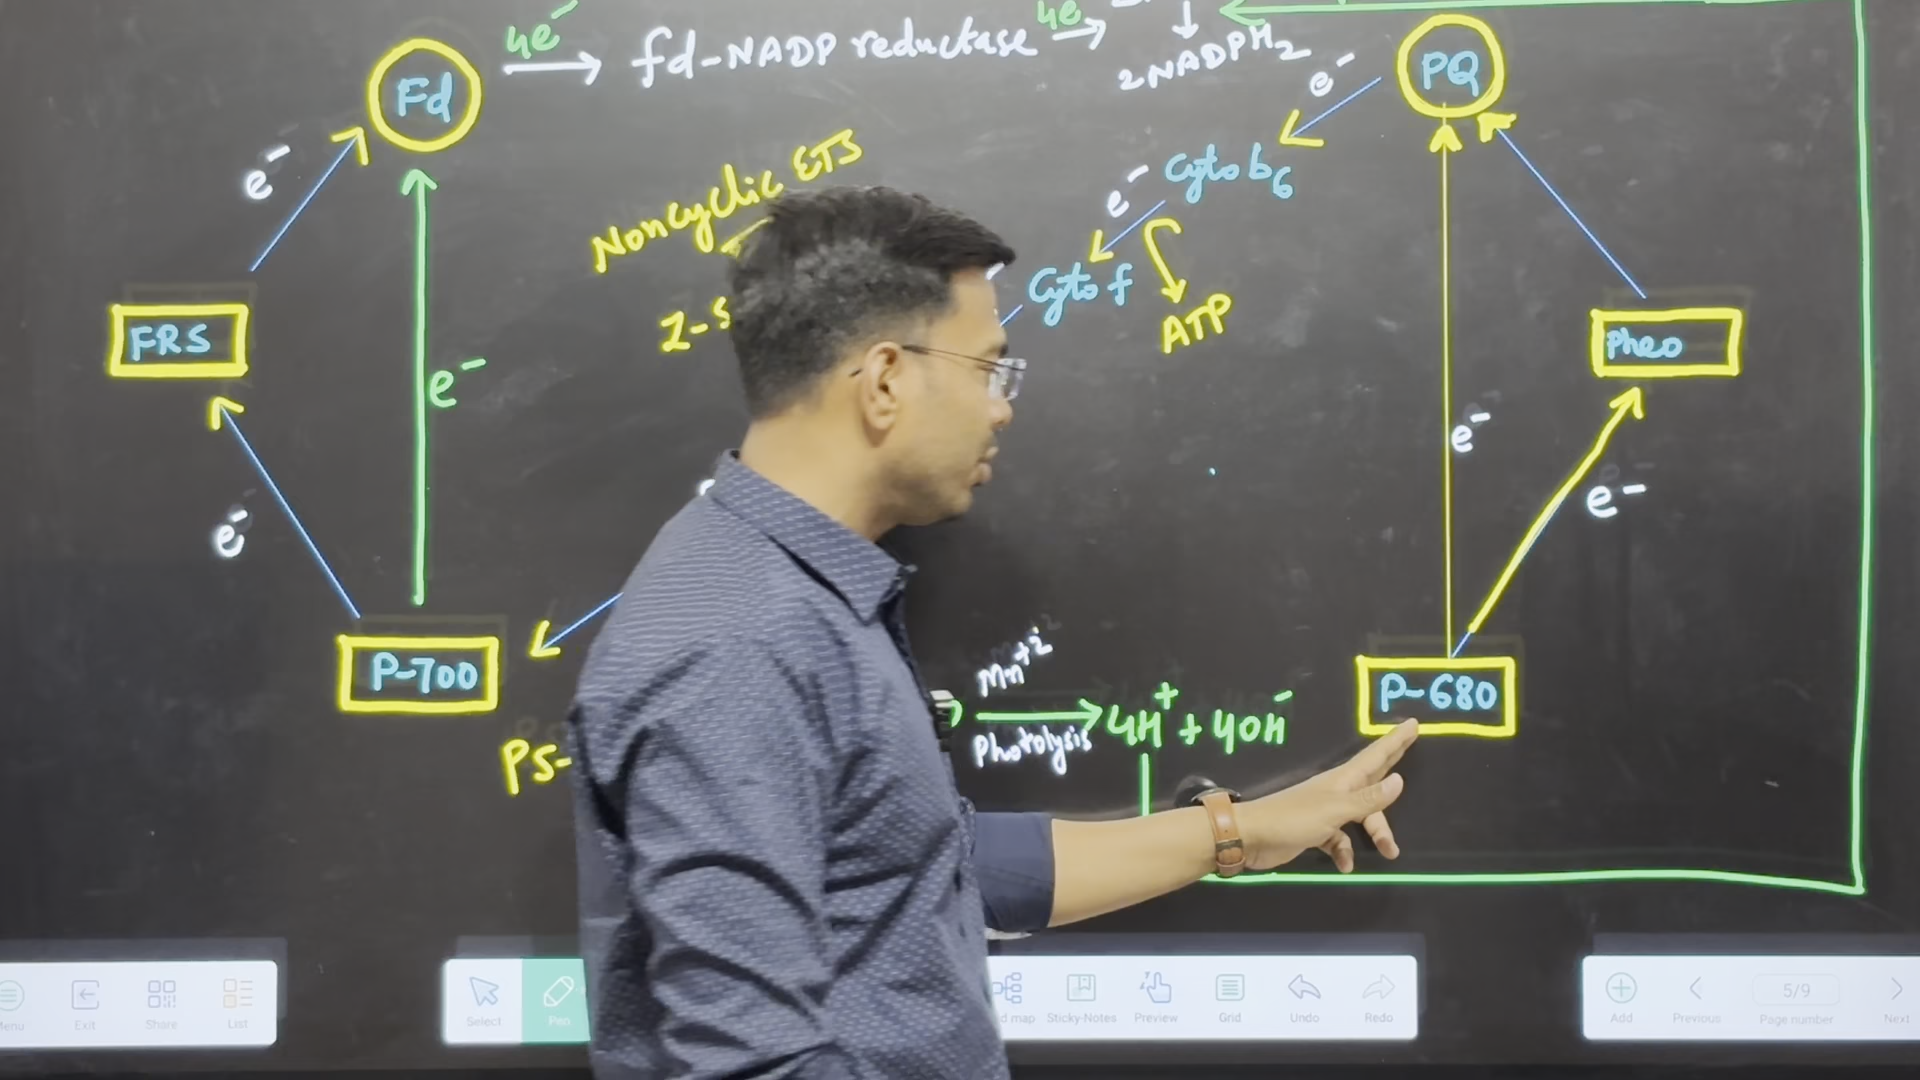 4e⁻
Fd
fd-NADP reductase
4e
2NADPH₂
PQ
e⁻
e⁻
Noncyclic ETS
Cyto b₆
e⁻
FRS
Z-S
Cyto f
ATP
Pheo
e⁻
e⁻
e⁻
e⁻
P-700
Mn⁺²
P-680
Photolysis
4H⁺ + 4OH⁻
PS-
Menu
Exit
Share
List
Select
Pen
d map
Sticky-Notes
Preview
Grid
Undo
Redo
Add
Previous
5/9
Page number
Next